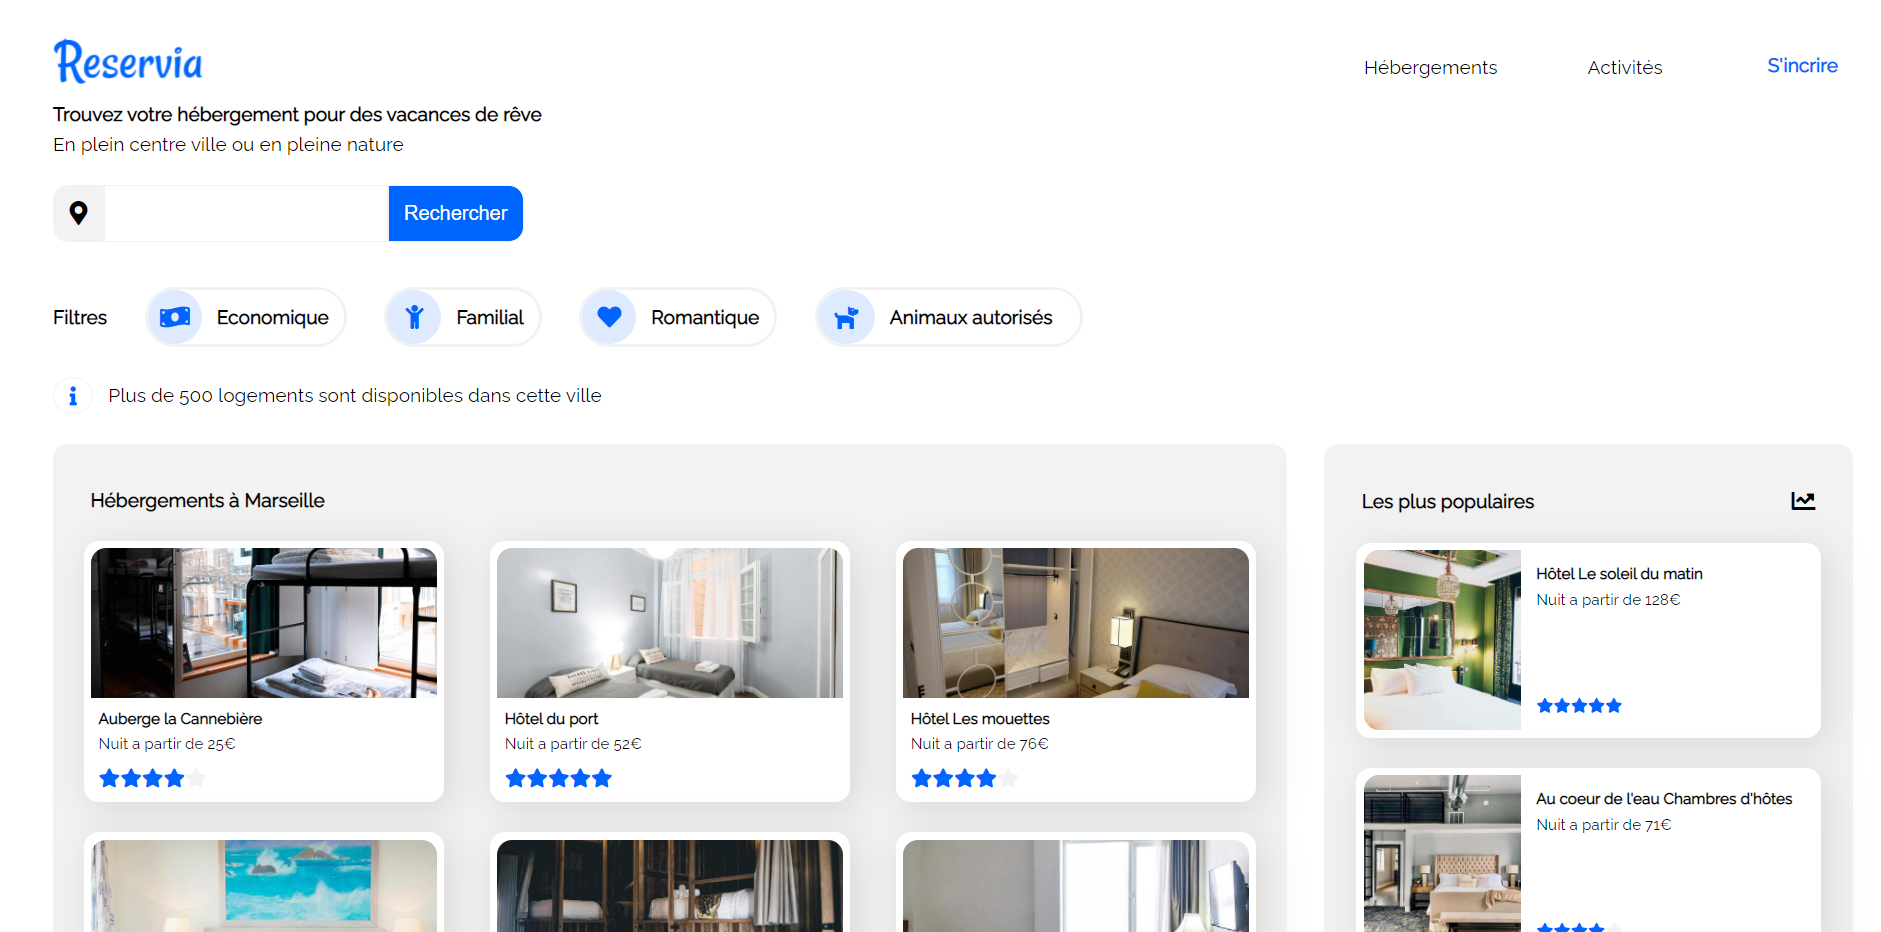 Reservia
Hébergements
Activités
S'incrire
Trouvez votre hébergement pour des vacances de rêve
En plein centre ville ou en pleine nature
Rechercher
Filtres
Economique
Familial
Romantique
Animaux autorisés
Plus de 500 logements sont disponibles dans cette ville
Hébergements à Marseille
Auberge la Cannebière
Nuit a partir de 25€
Hôtel du port
Nuit a partir de 52€
Hôtel Les mouettes
Nuit a partir de 76€
Les plus populaires
Hôtel Le soleil du matin
Nuit a partir de 128€
Au coeur de l'eau Chambres d'hôtes
Nuit a partir de 71€